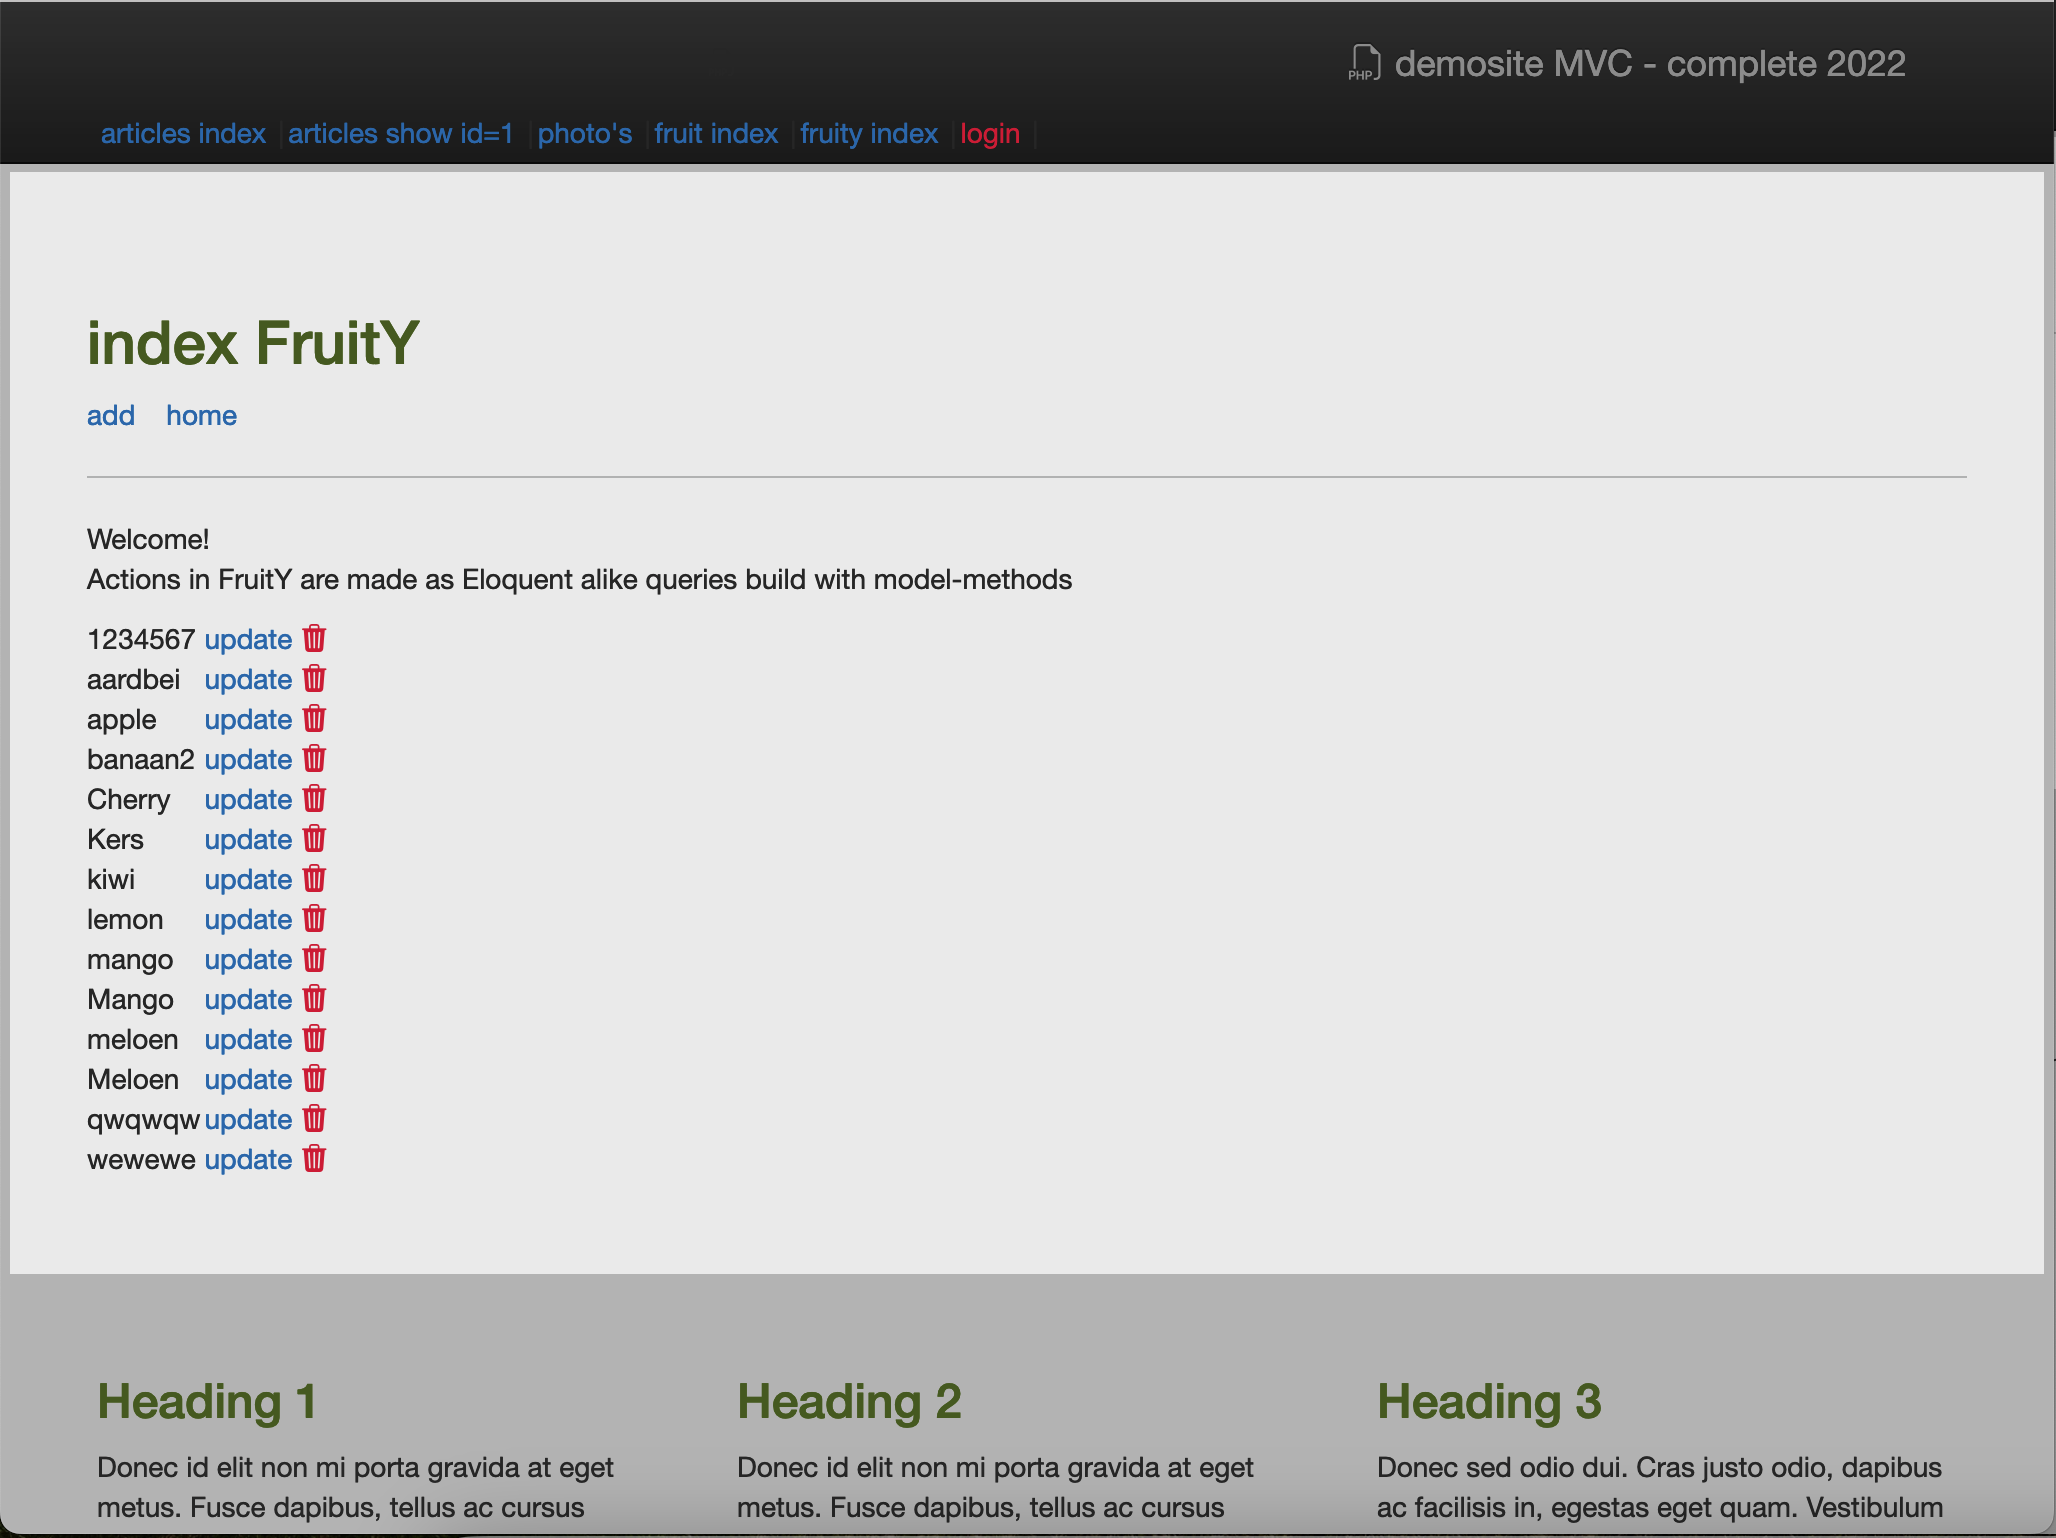 PHP demosite MVC - complete 2022
articles index articles show id=1 photo's fruit index fruity index login
index FruitY
add home
Welcome!
Actions in FruitY are made as Eloquent alike queries build with model-methods
1234567 update
aardbei update
apple update
banaan2 update
Cherry update
Kers update
kiwi update
lemon update
mango update
Mango update
meloen update
Meloen update
qwqwqw update
wewewe update
Heading 1
Donec id elit non mi porta gravida at eget
metus. Fusce dapibus, tellus ac cursus
Heading 2
Donec id elit non mi porta gravida at eget
metus. Fusce dapibus, tellus ac cursus
Heading 3
Donec sed odio dui. Cras justo odio, dapibus
ac facilisis in, egestas eget quam. Vestibulum